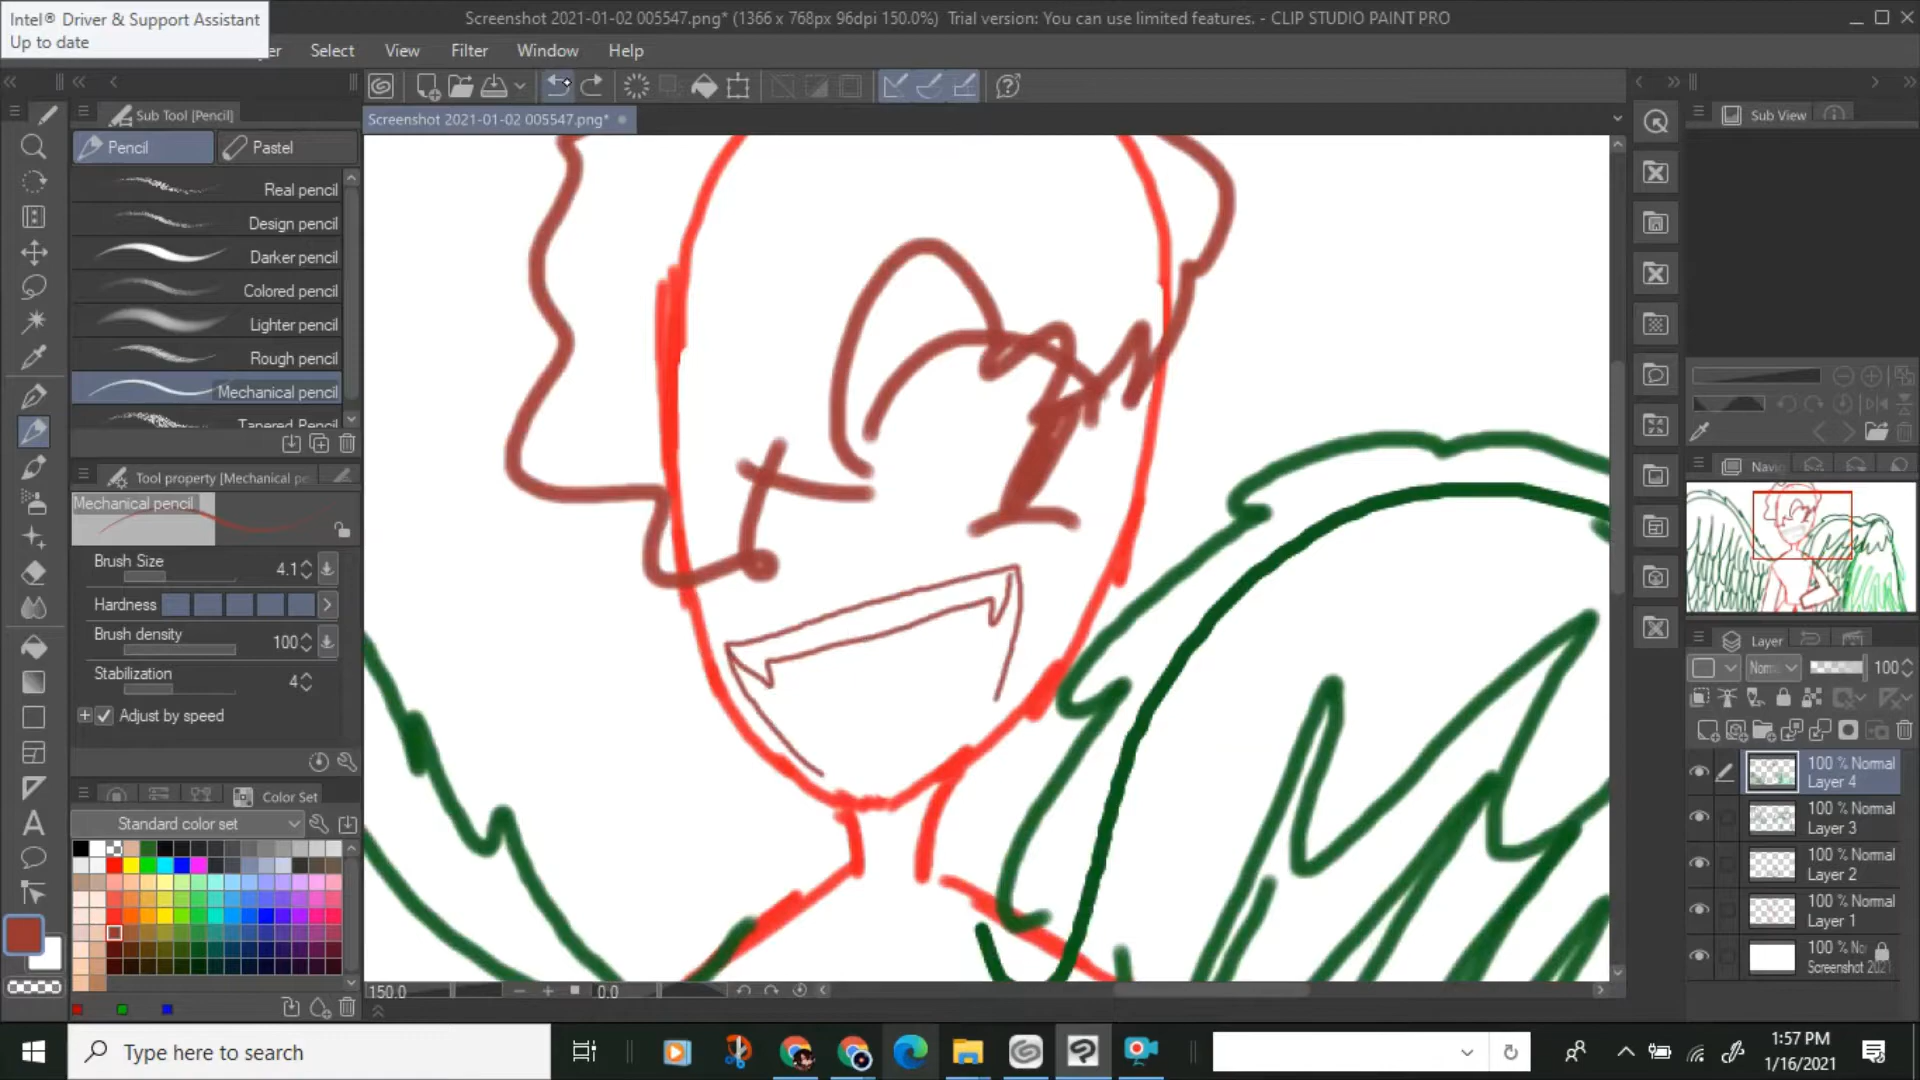 Intel® Driver & Support Assistant
Up to date
Screenshot 2021-01-02 005547.png* (1366 x 768px 96dpi 150.0%) Trial version: You can use limited features. - CLIP STUDIO PAINT PRO
Select View Filter Window Help
Sub Tool [Pencil]
Screenshot 2021-01-02 005547.png*
Sub View
Pencil
Pastel
Real pencil
Design pencil
Darker pencil
Colored pencil
Lighter pencil
Rough pencil
Mechanical pencil
Tapered Pencil
Tool property [Mechanical pe
Mechanical pencil
Brush Size 4.1
Hardness
Brush density 100
Stabilization 4
Adjust by speed
Color Set
Standard color set
150.0
0.0
Navi
Layer
Norm
100
100 % Normal
Layer 4
100 % Normal
Layer 3
100 % Normal
Layer 2
100 % Normal
Layer 1
100 % No
Screenshot 2021
Type here to search
1:57 PM
1/16/2021